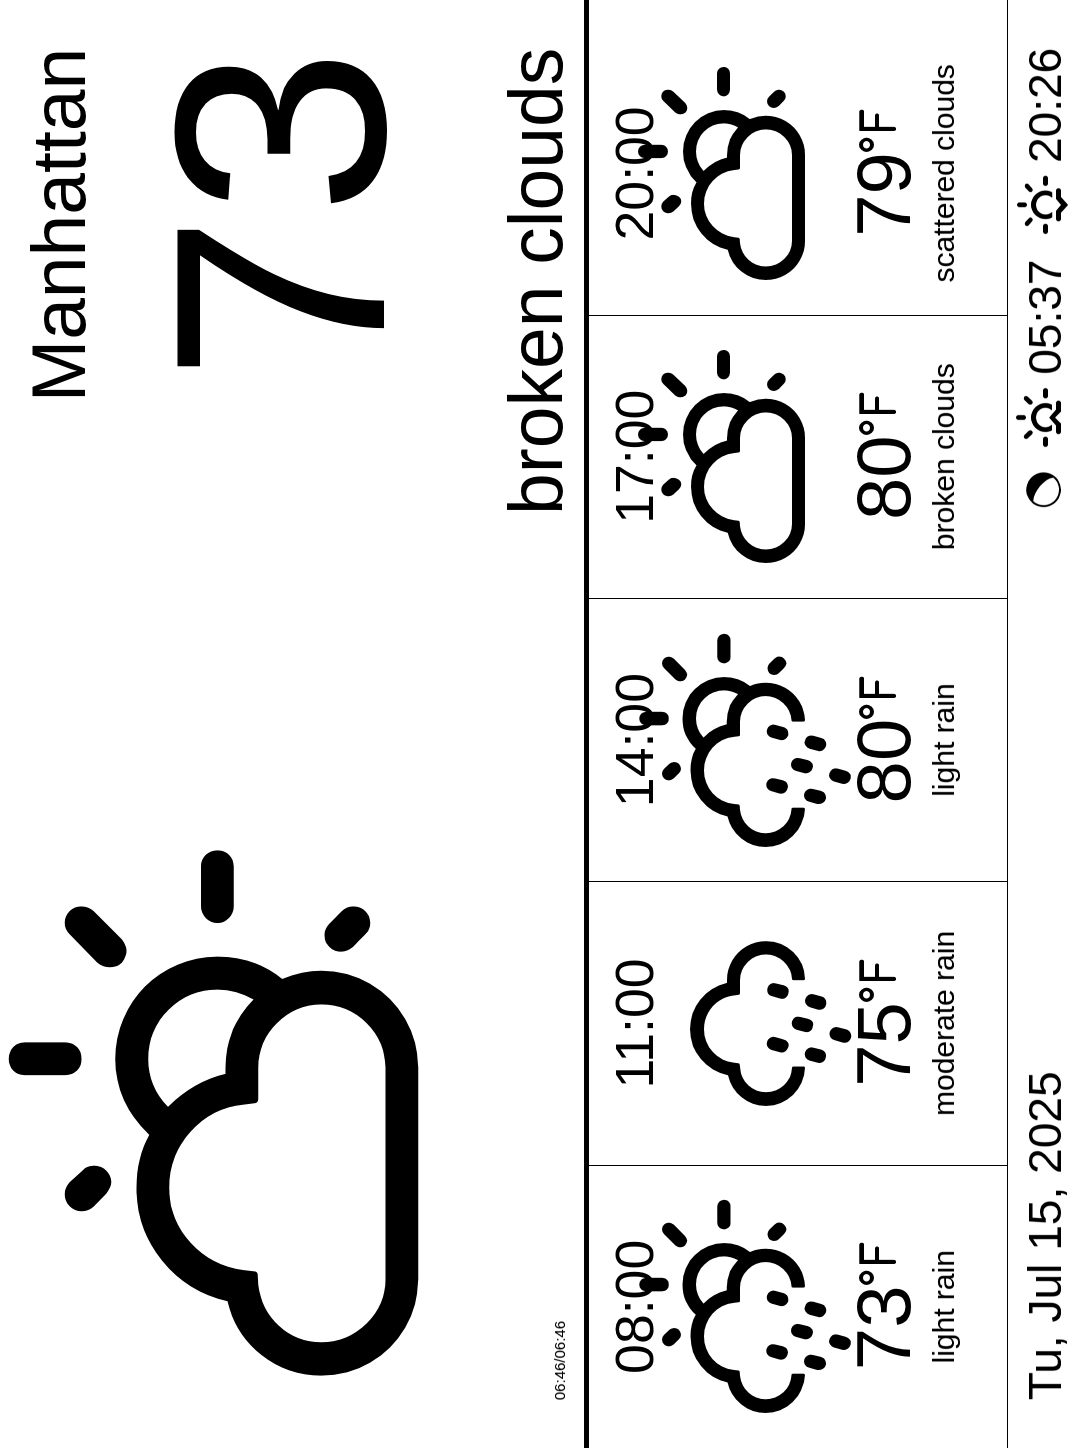 Manhattan
73
broken clouds
06:46/06:46
08:00 11:00 14:00 17:00 20:00
73°F 75°F 80°F 80°F 79°F
light rain moderate rain light rain broken clouds scattered clouds
Tu, Jul 15, 2025 05:37 20:26